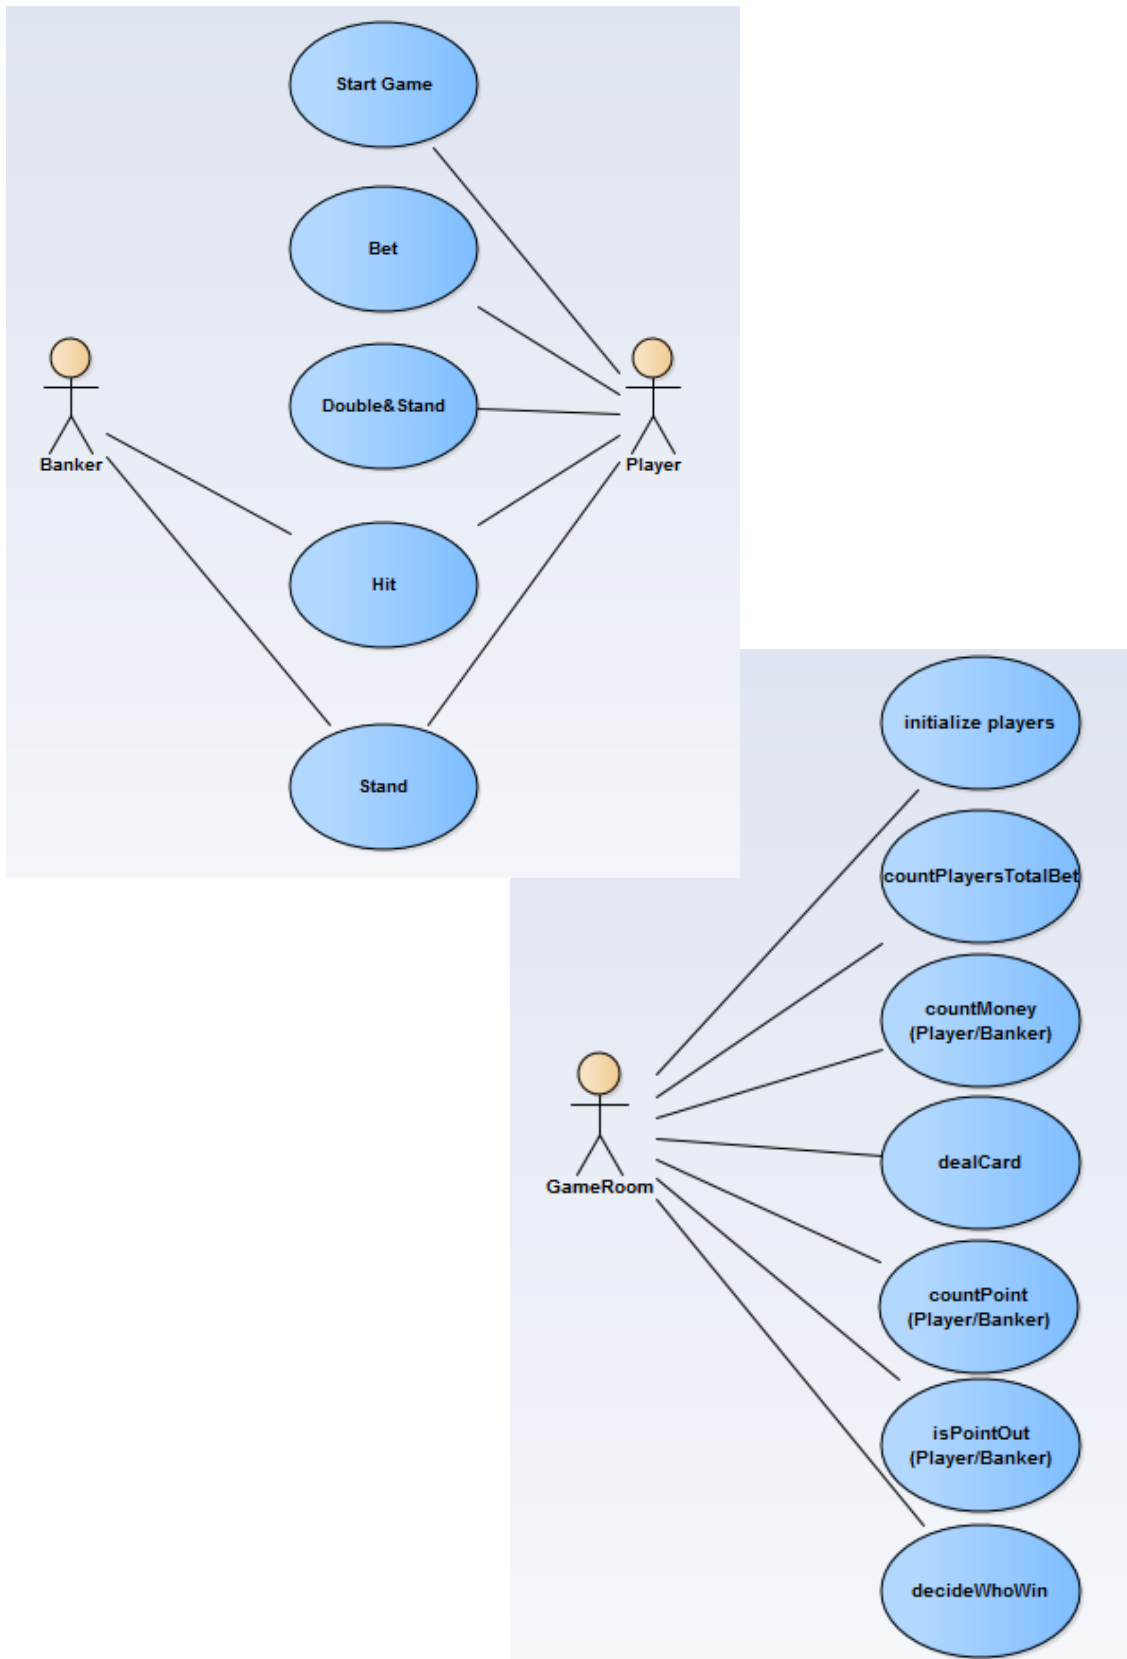 Start Game
Bet
Double&Stand
Banker
Player
Hit
Stand
initialize players
countPlayersTotalBet
countMoney
(Player/Banker)
dealCard
GameRoom
countPoint
(Player/Banker)
isPointOut
(Player/Banker)
decideWhoWin